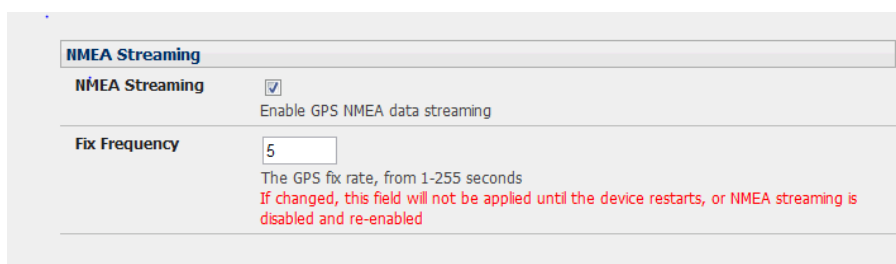 NMEA Streaming
NMEA Streaming
Enable GPS NMEA data streaming
Fix Frequency
5
The GPS fix rate, from 1-255 seconds
If changed, this field will not be applied until the device restarts, or NMEA streaming is
disabled and re-enabled